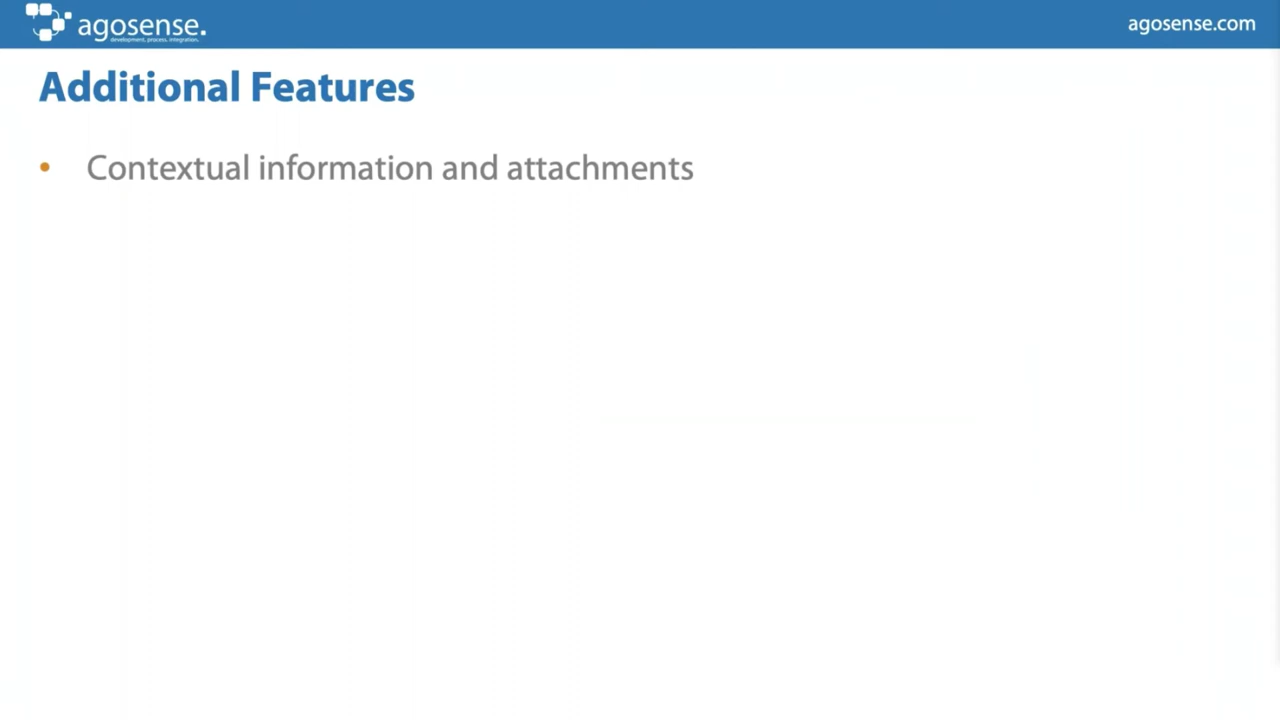 agosense.
development, process, integration.
agosense.com
Additional Features
• Contextual information and attachments